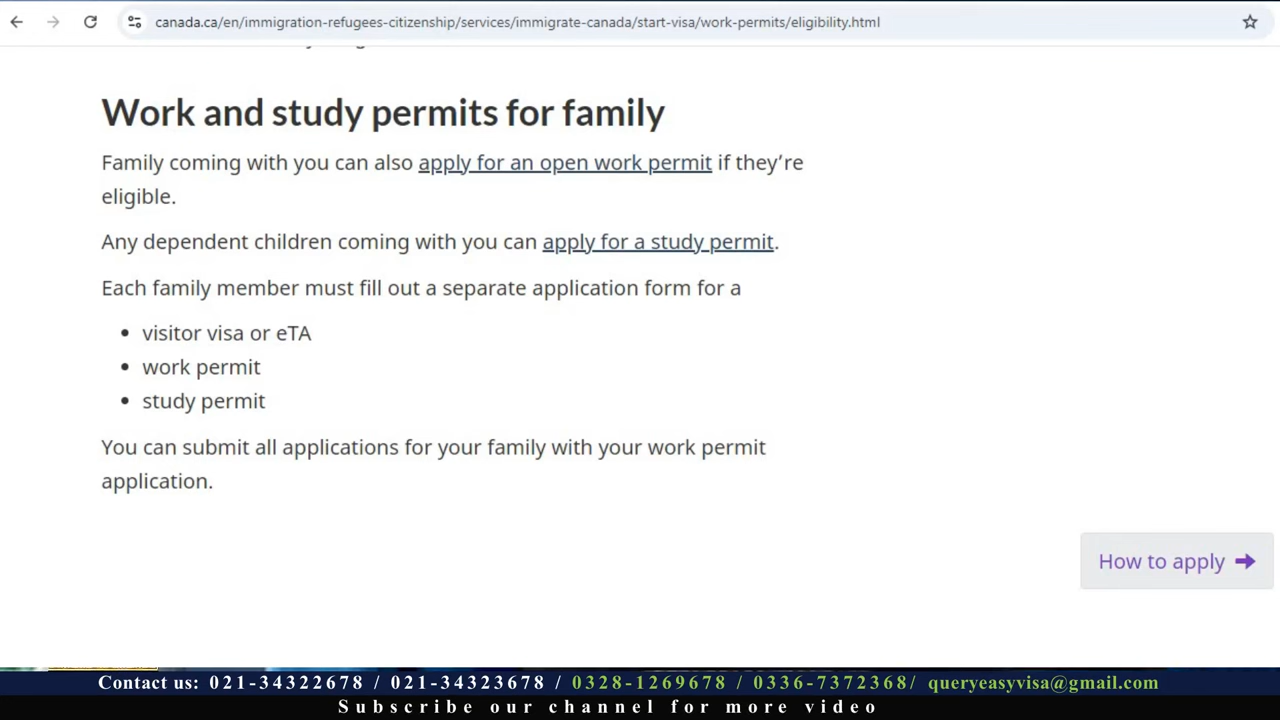 canada.ca/en/immigration-refugees-citizenship/services/immigrate-canada/start-visa/work-permits/eligibility.html
Work and study permits for family
Family coming with you can also apply for an open work permit if they’re
eligible.
Any dependent children coming with you can apply for a study permit.
Each family member must fill out a separate application form for a
• visitor visa or eTA
• work permit
• study permit
You can submit all applications for your family with your work permit
application.
How to apply
Contact us: 021-34322678 / 021-34323678 / 0328-1269678 / 0336-7372368/ queryeasyvisa@gmail.com
Subscribe our channel for more video